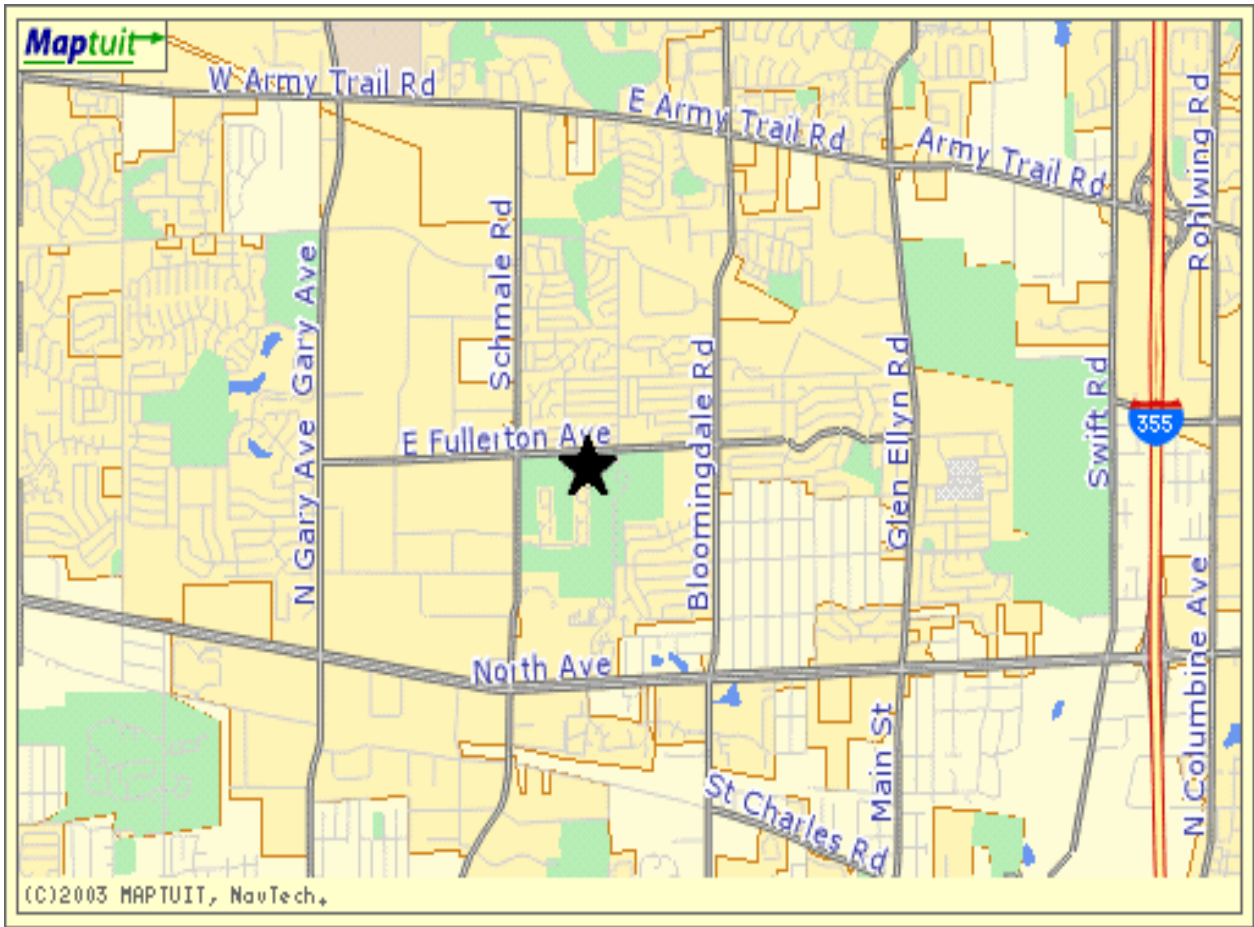 Maptuit
W Army Trail Rd
E Army Trail Rd
Army Trail Rd
Rohlwing Rd
Schmale Rd
Gary Ave
N Gary Ave
E Fullerton Ave
Bloomingdale Rd
Glen Ellyn Rd
Swift Rd
355
North Ave
Main St
St Charles Rd
N Columbine Ave
(C)2003 MAPTUIT, NavTech.